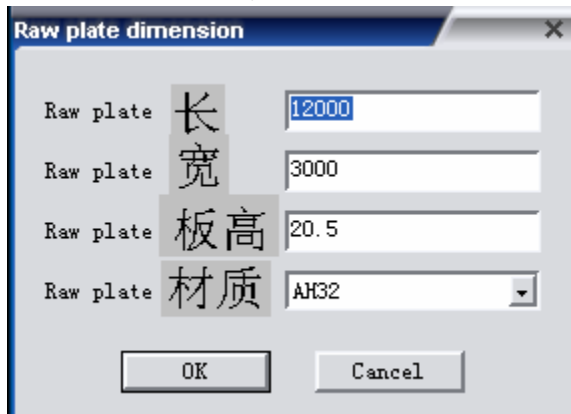 Raw plate dimension
Raw plate 长 12000
Raw plate 宽 3000
Raw plate 板高 20.5
Raw plate 材质 AH32
OK Cancel